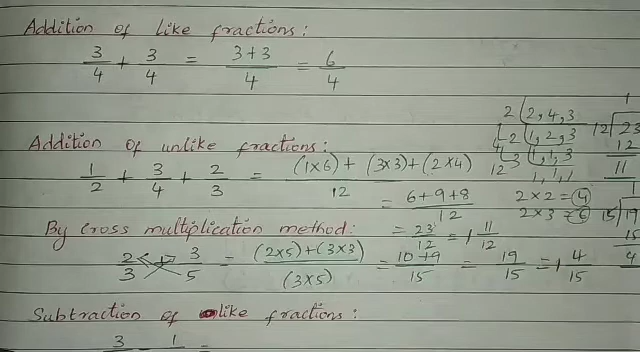 Addition of like fractions:
3/4 + 3/4 = (3+3)/4 = 6/4
Addition of unlike fractions:
1/2 + 3/4 + 2/3 = ((1×6) + (3×3) + (2×4))/12
= (6+9+8)/12
= 23/12 = 1 11/12
2 | 2, 4, 3
2 | 1, 2, 3
3 | 1, 1, 3
1, 1, 1
4
12
2×2 = 4
2×3 = 6
1
12 | 23
12
11
1
15 | 19
15
4
By Cross multiplication method:
2/3 + 3/5 = ((2×5)+(3×3))/(3×5) = (10+9)/15 = 19/15 = 1 4/15
Subtraction of like fractions:
3 - 1 =